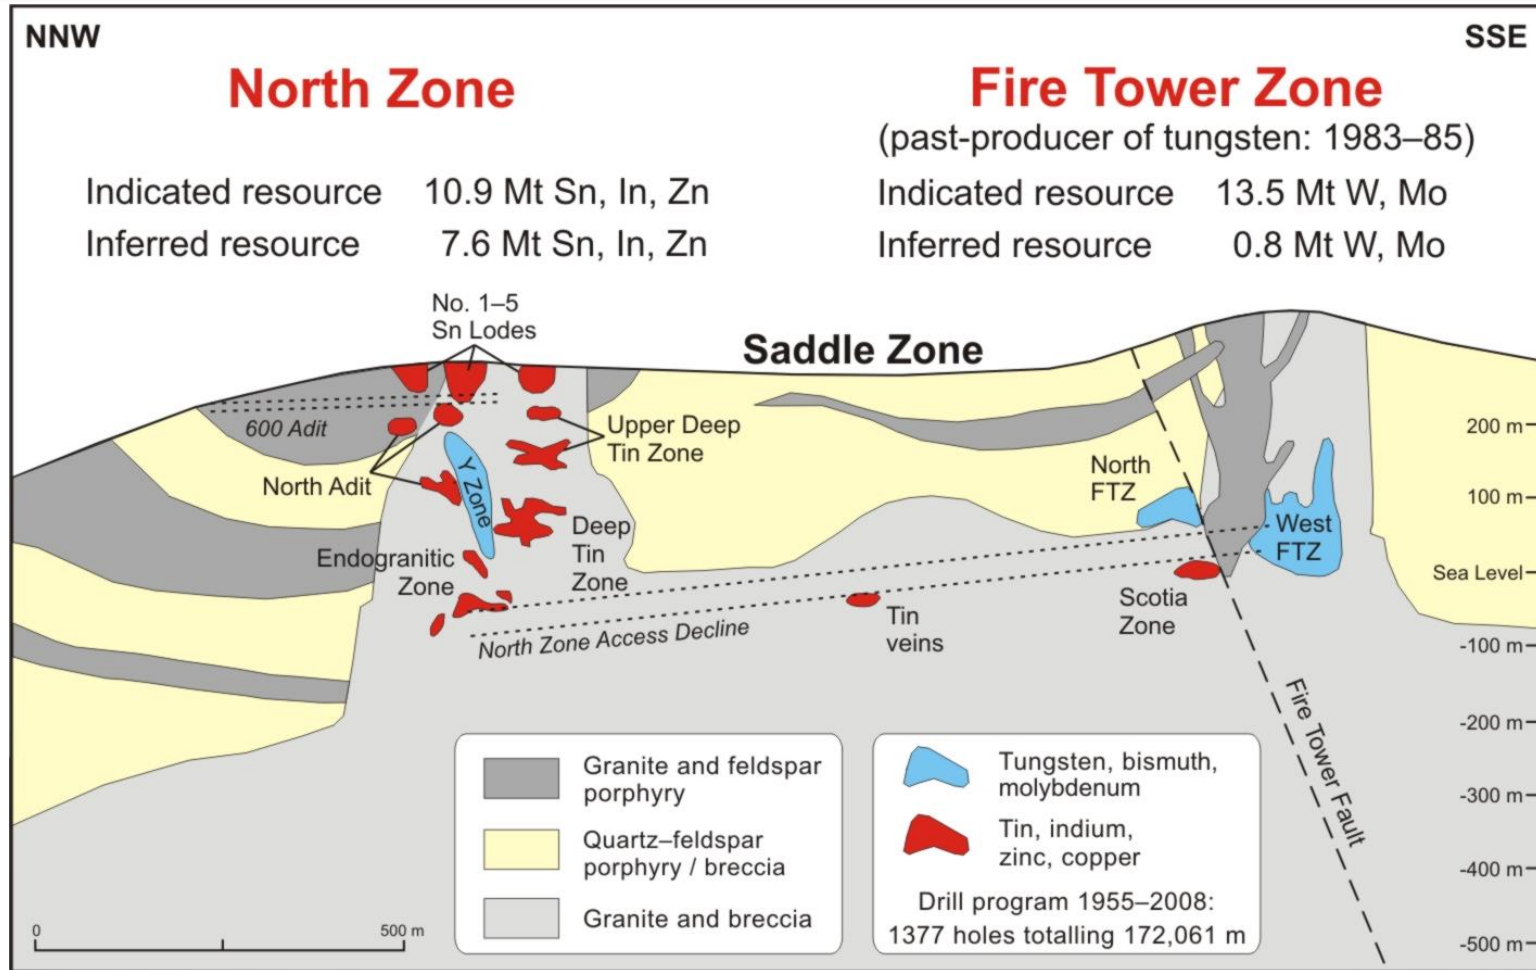 NNW
SSE
North Zone
Fire Tower Zone
(past-producer of tungsten: 1983–85)
Indicated resource 10.9 Mt Sn, In, Zn
Inferred resource 7.6 Mt Sn, In, Zn
Indicated resource 13.5 Mt W, Mo
Inferred resource 0.8 Mt W, Mo
No. 1–5
Sn Lodes
Saddle Zone
600 Adit
North Adit
Y Zone
Upper Deep
Tin Zone
Deep
Tin
Zone
Endogranitic
Zone
North Zone Access Decline
Tin
veins
North
FTZ
West
FTZ
Scotia
Zone
Fire Tower Fault
200 m
100 m
Sea Level
-100 m
-200 m
-300 m
-400 m
-500 m
Granite and feldspar
porphyry
Quartz–feldspar
porphyry / breccia
Granite and breccia
Tungsten, bismuth,
molybdenum
Tin, indium,
zinc, copper
Drill program 1955–2008:
1377 holes totalling 172,061 m
0 500 m